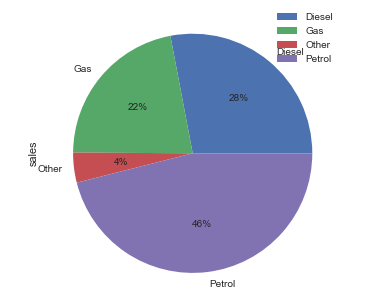 Diesel
Gas
Other
Petrol
Diesel
Gas
28%
22%
sales
4%
Other
46%
Petrol